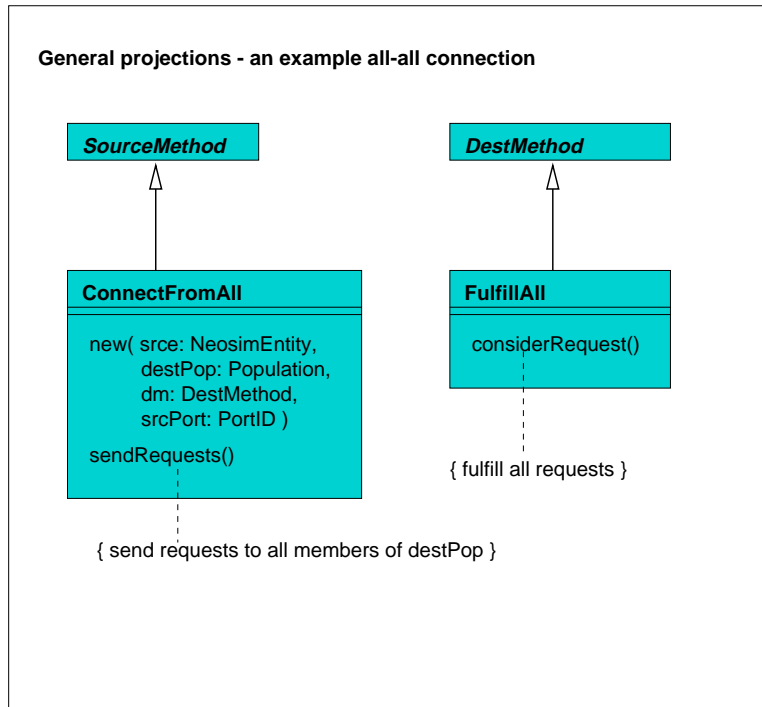 General projections - an example all-all connection
SourceMethod
DestMethod
ConnectFromAll
new( srce: NeosimEntity,
destPop: Population,
dm: DestMethod,
srcPort: PortID )
sendRequests()
{ send requests to all members of destPop }
FulfillAll
considerRequest()
{ fulfill all requests }